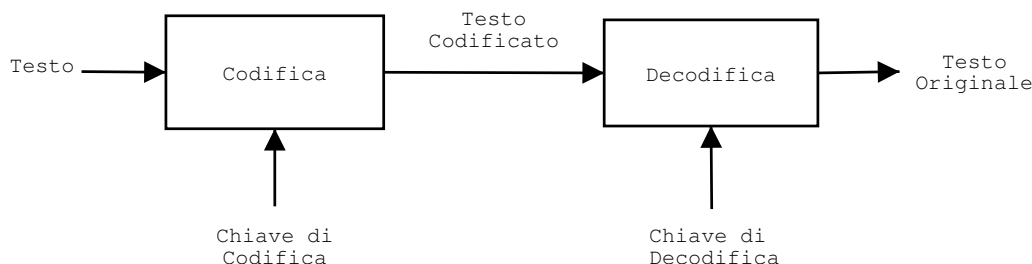 Testo
Codifica
Testo
Codificato
Decodifica
Testo
Originale
Chiave di
Codifica
Chiave di
Decodifica